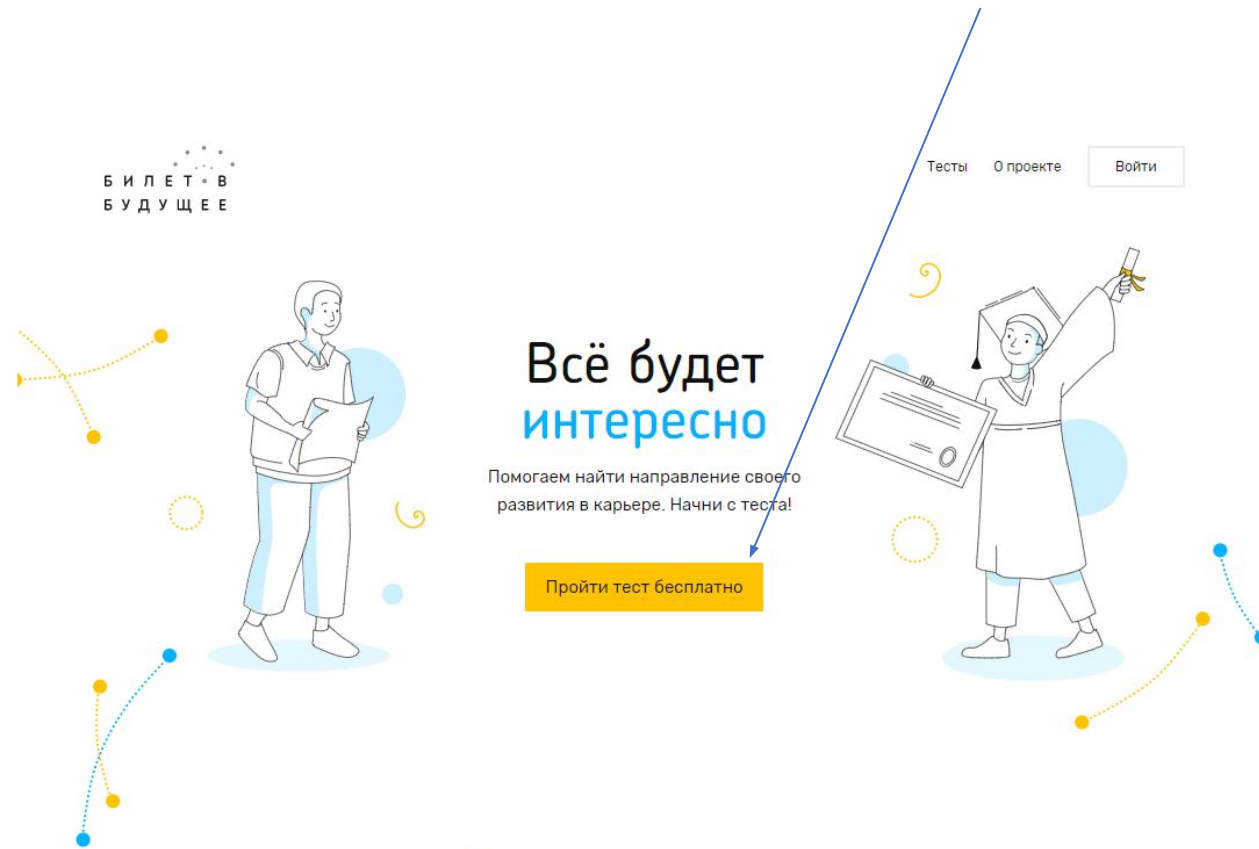 БИЛЕТ В
БУДУЩЕЕ
Тесты О проекте Войти
Всё будет
интересно
Помогаем найти направление своего
развития в карьере. Начни с теста!
Пройти тест бесплатно